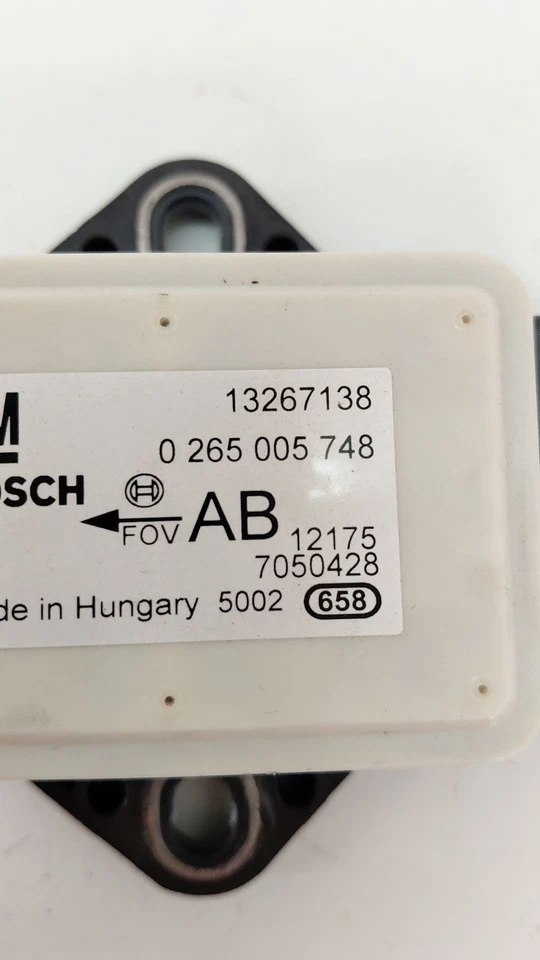 M 13267138
0 265 005 748
OSCH AB
FOV 12175
7050428
de in Hungary 5002 658